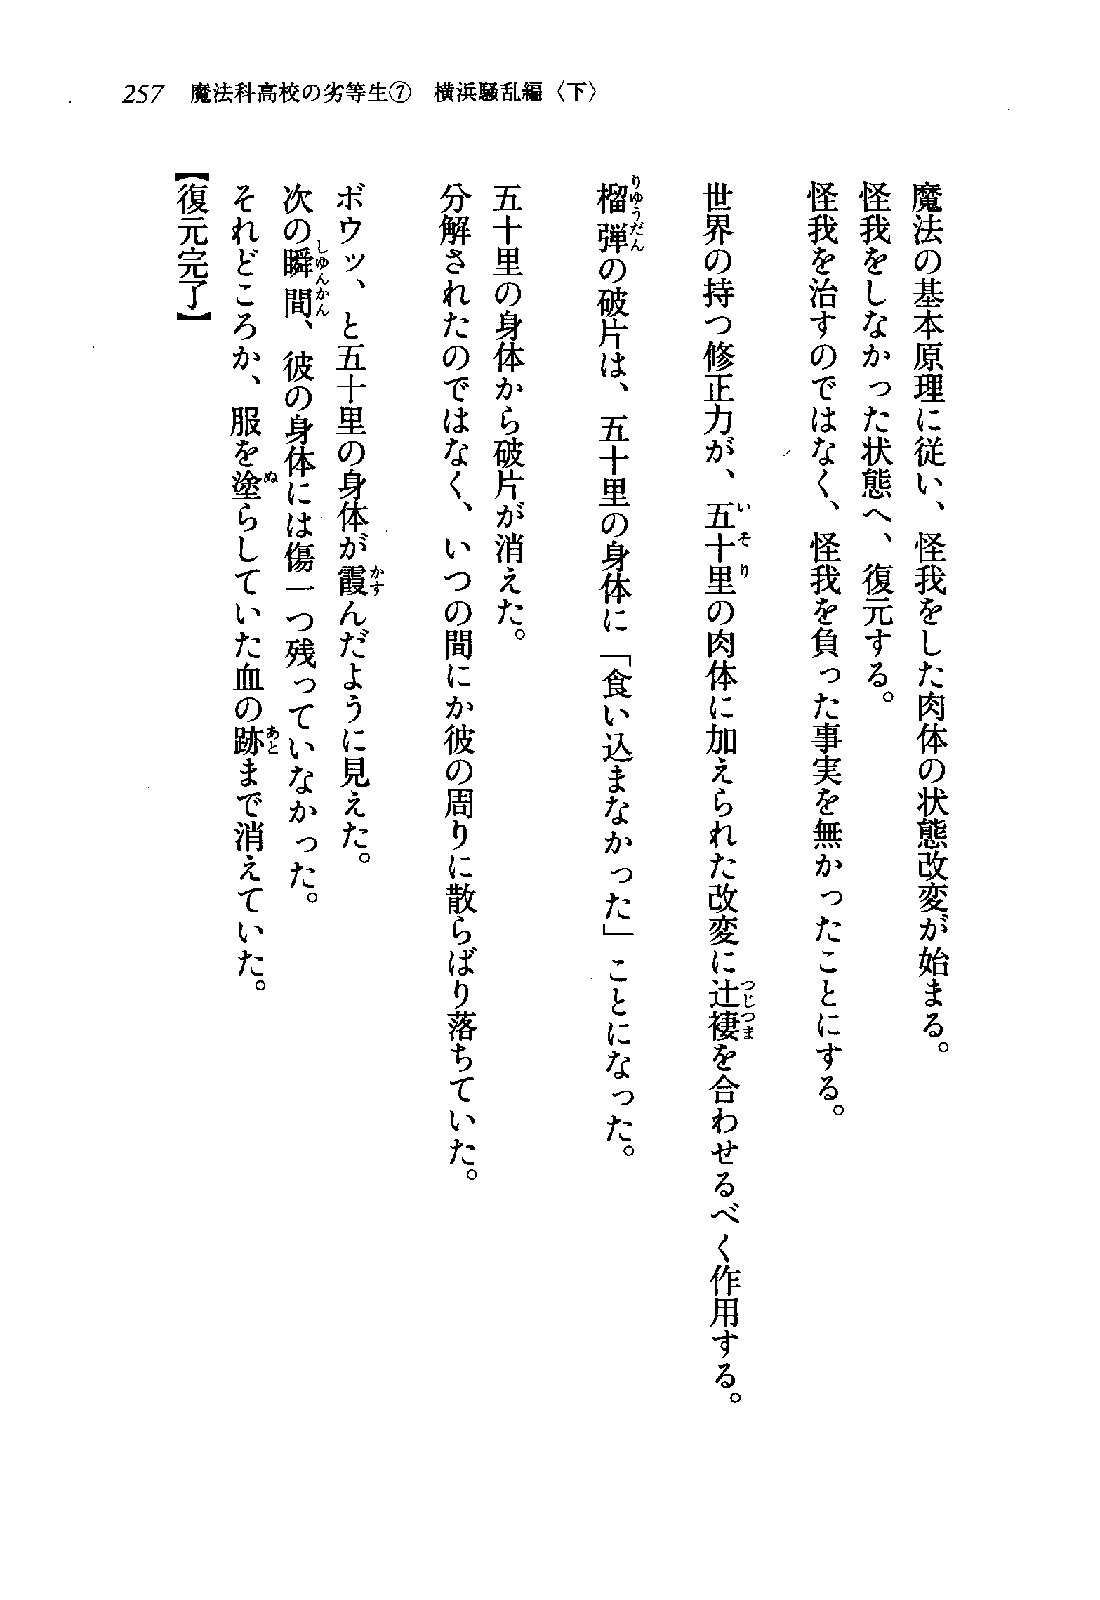 257 魔法科高校の劣等生⑦ 横浜騒乱編〈下〉
魔法の基本原理に従い、怪我をした肉体の状態改変が始まる。
怪我をしなかった状態へ、復元する。
怪我を治すのではなく、怪我を負った事実を無かったことにする。
世界の持つ修正力が、五十里の肉体に加えられた改変に辻褄を合わせるべく作用する。
榴弾の破片は、五十里の身体に「食い込まなかった」ことになった。
五十里の身体から破片が消えた。
分解されたのではなく、いつの間にか彼の周りに散らばり落ちていた。
ボウッ、と五十里の身体が霞んだように見えた。
次の瞬間、彼の身体には傷一つ残っていなかった。
それどころか、服を塗らしていた血の跡まで消えていた。
【復元完了】